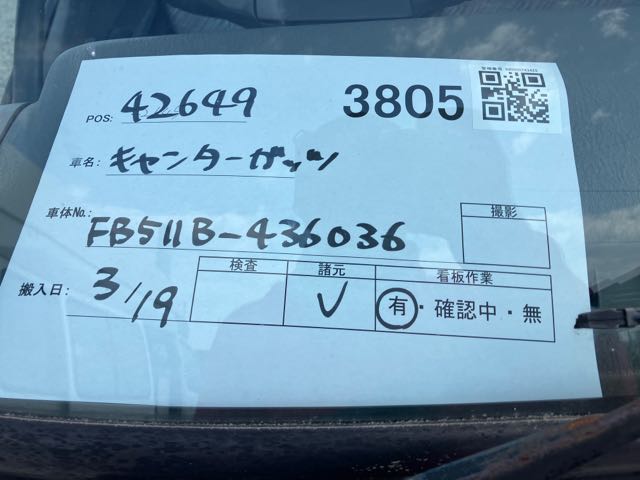 POS: 42649 3805
車名: キャンターガッツ
車体No.: FB511B-436036
撮影
搬入日: 3/19
検査 諸元 看板作業
✓ 有・確認中・無